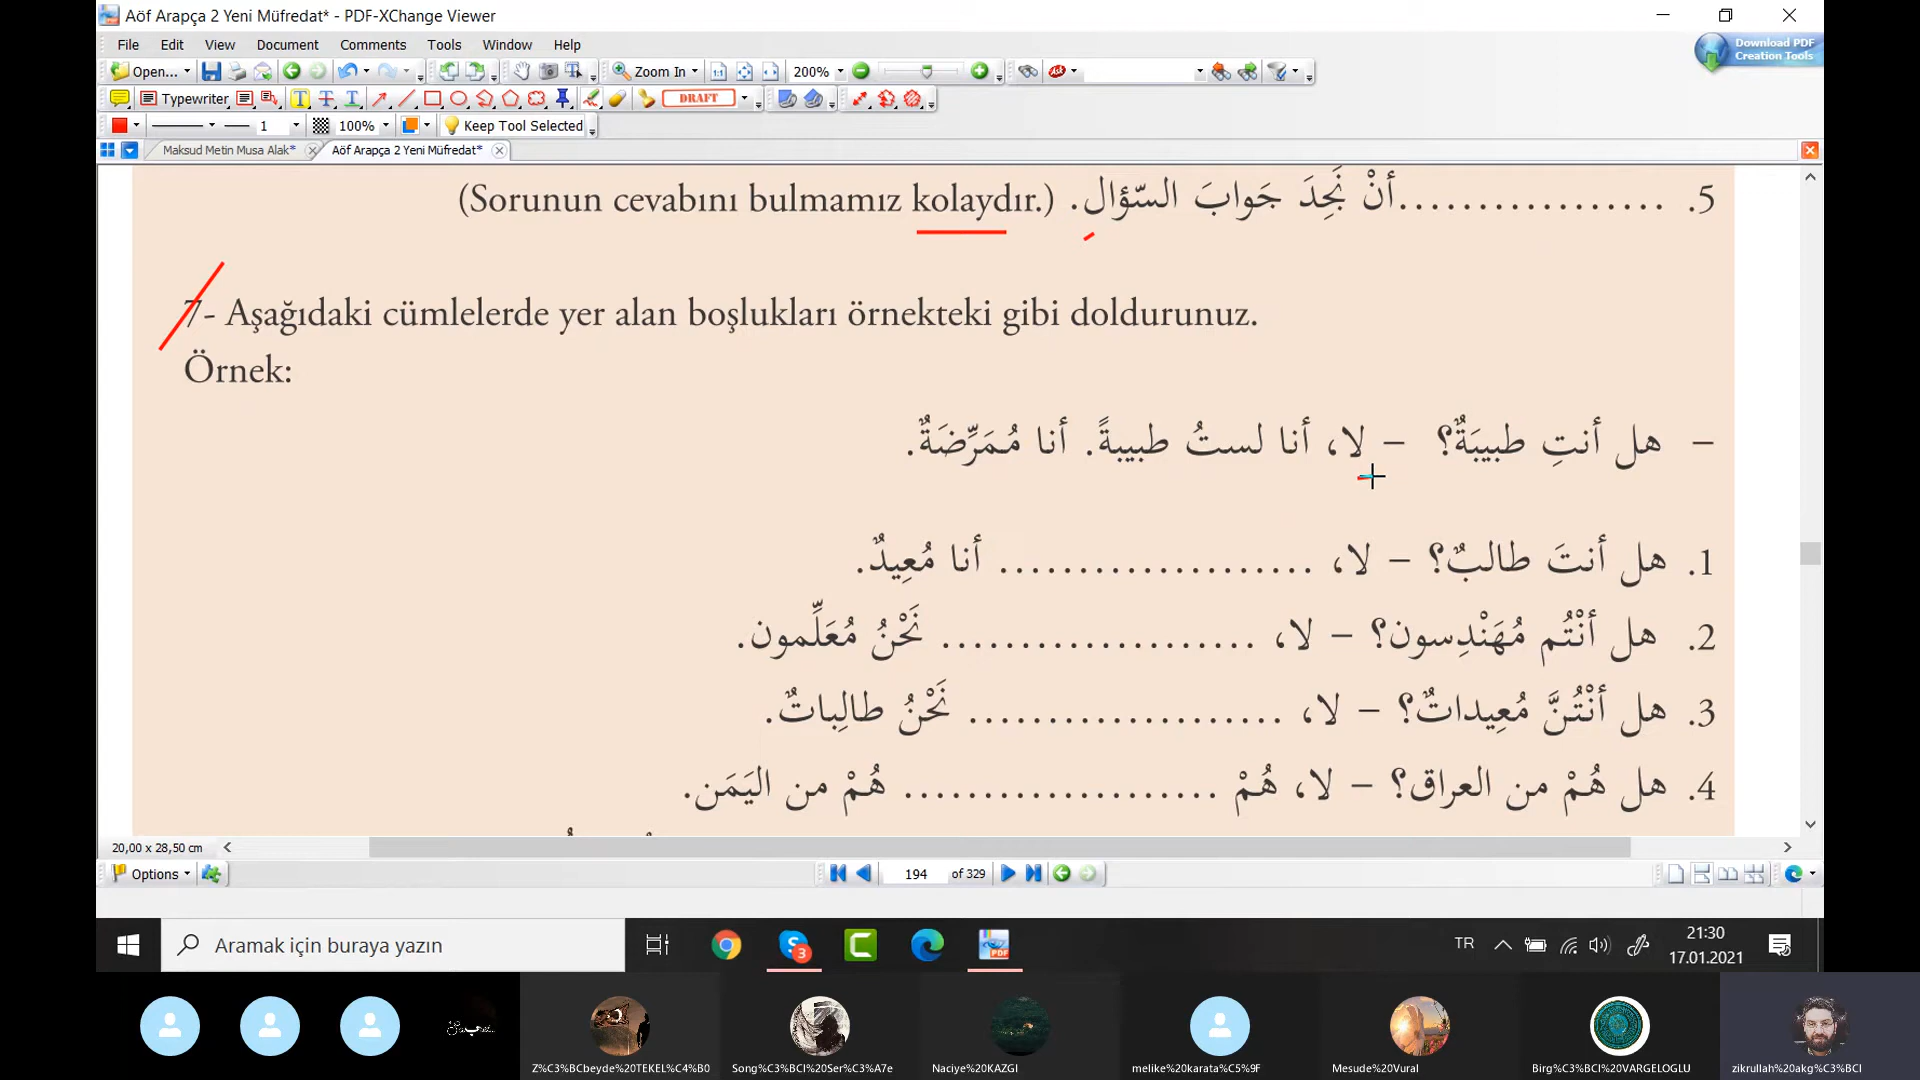 Aöf Arapça 2 Yeni Müfredat* - PDF-XChange Viewer
File Edit View Document Comments Tools Window Help
Download PDF
Creation Tools
Open... Zoom In 200%
Typewriter DRAFT
1 100% Keep Tool Selected
Maksud Metin Musa Alak* Aöf Arapça 2 Yeni Müfredat*
5. ..................أنْ نَجِدَ جَوابَ السّؤالِ. (Sorunun cevabını bulmamız kolaydır.)
7- Aşağıdaki cümlelerde yer alan boşlukları örnekteki gibi doldurunuz.
Örnek:
– هل أنتِ طبيبَةٌ؟ – لا، أنا لستُ طبيبةً. أنا مُمَرِّضَةٌ.
1. هل أنتَ طالبٌ؟ – لا، .................... أنا مُعِيدٌ.
2. هل أنْتُم مُهَنْدِسون؟ – لا، .................... نَحْنُ مُعَلِّمون.
3. هل أنْتُنَّ مُعِيداتٌ؟ – لا، .................... نَحْنُ طالِباتٌ.
4. هل هُمْ من العراق؟ – لا، هُمْ .................... هُمْ من اليَمَن.
20,00 x 28,50 cm
Options 194 of 329
Aramak için buraya yazın
3
TR
21:30
17.01.2021
Z%C3%BCbeyde%20TEKEL%C4%B0 Song%C3%BCl%20Ser%C3%A7e Naciye%20KAZGI melike%20karata%C5%9F Mesude%20Vural Birg%C3%BCl%20VARGELOGLU zikrullah%20akg%C3%BCl